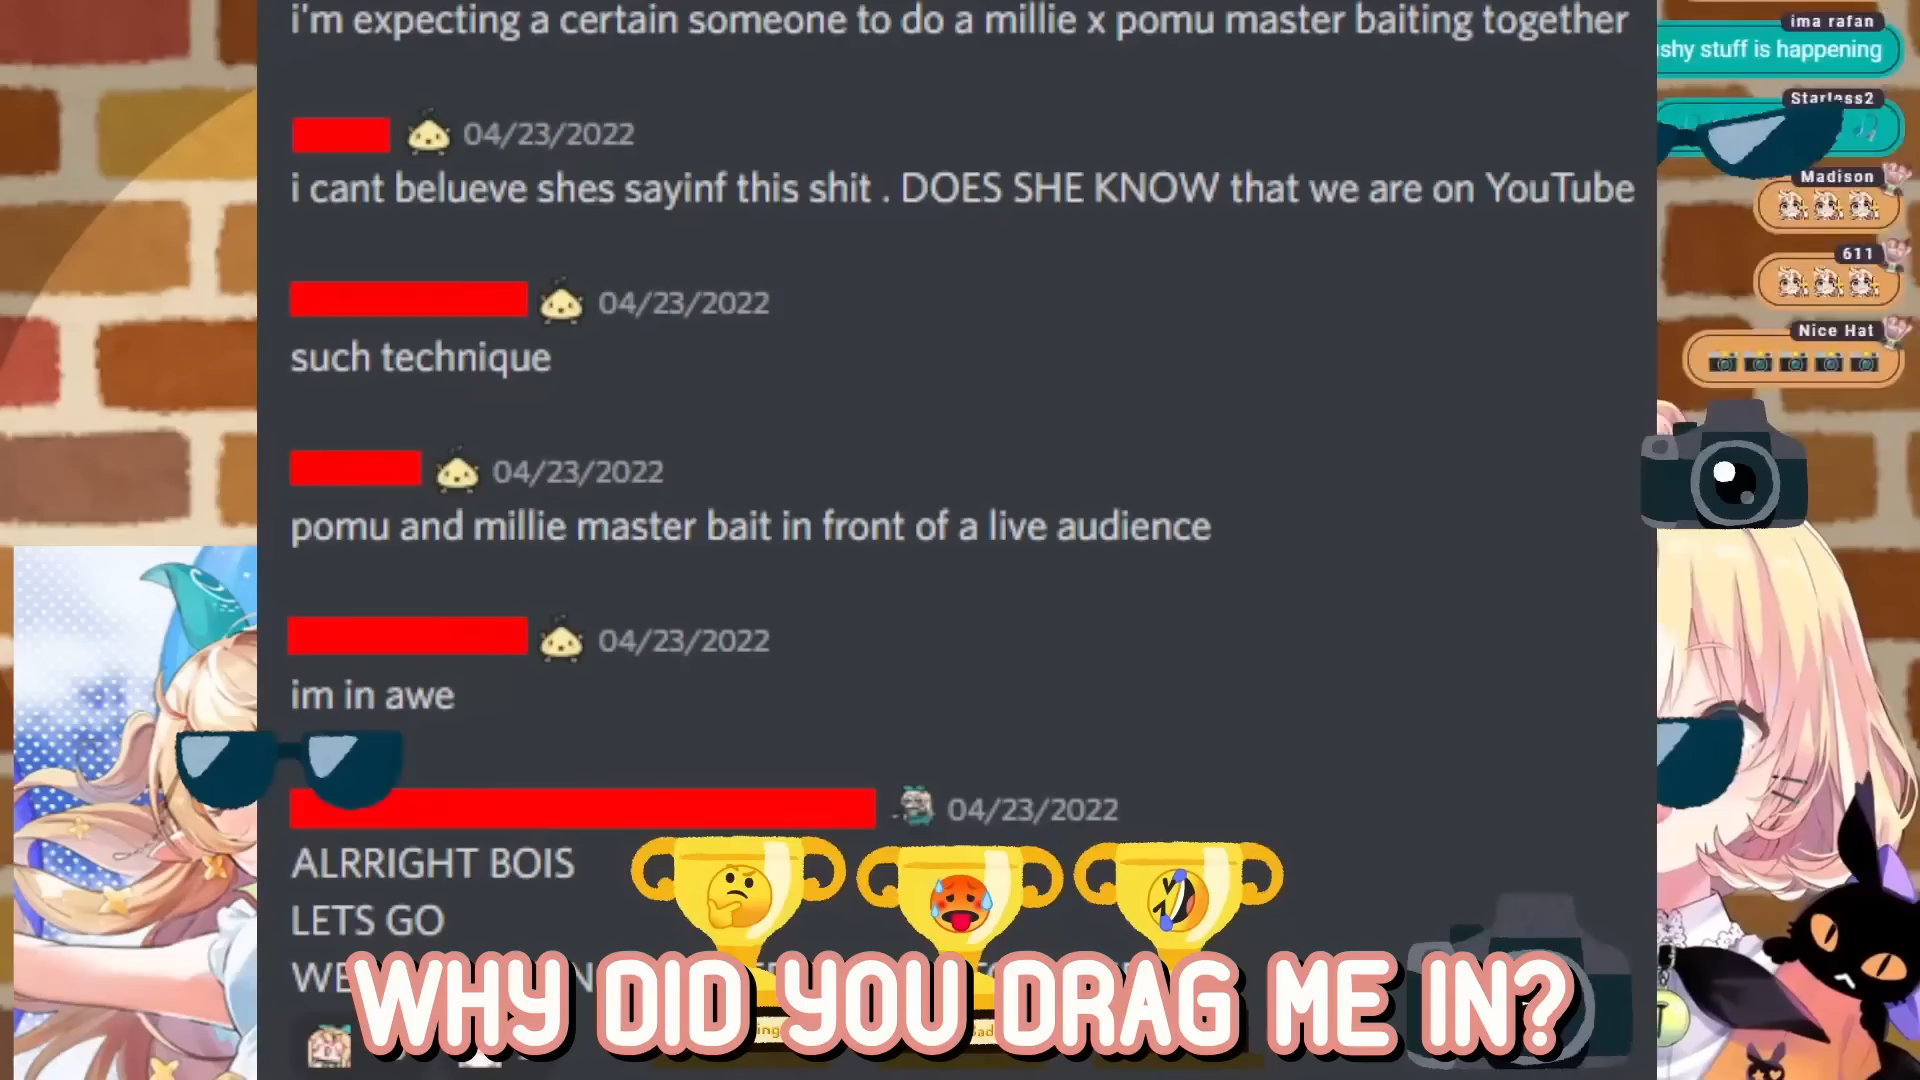 i'm expecting a certain someone to do a millie x pomu master baiting together
04/23/2022
i cant belueve shes sayinf this shit . DOES SHE KNOW that we are on YouTube
04/23/2022
such technique
04/23/2022
pomu and millie master bait in front of a live audience
04/23/2022
im in awe
04/23/2022
ALRRIGHT BOIS
LETS GO
WHY DID YOU DRAG ME IN?
ima rafan
stuff is happening
Starless2
Madison
611
Nice Hat